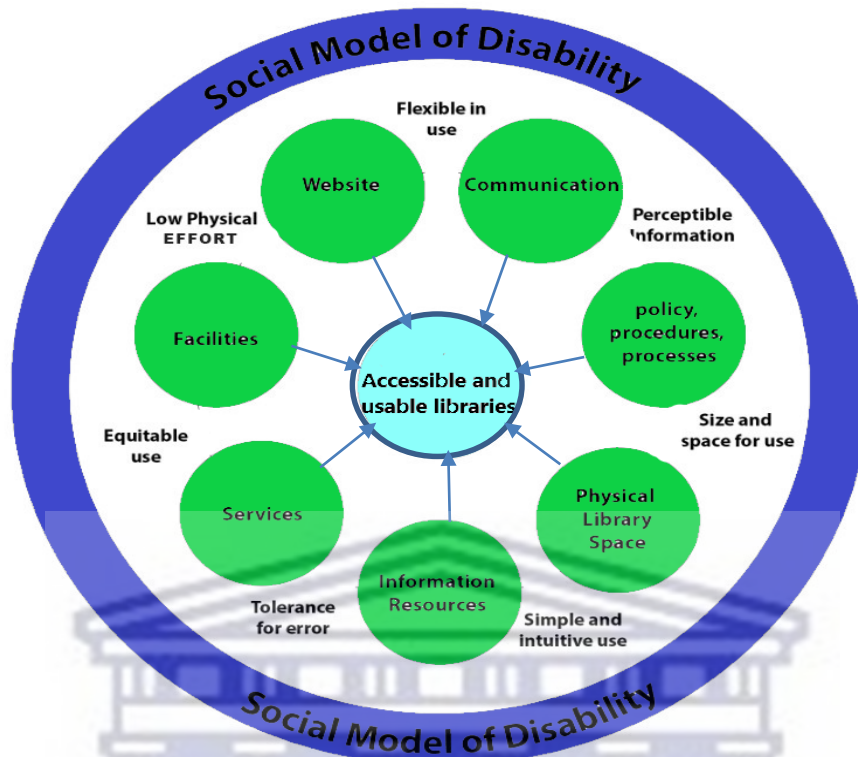 Social Model of Disability
Flexible in
use
Website
Communication
Low Physical
EFFORT
Perceptible
Information
Facilities
policy,
procedures,
processes
Accessible and
usable libraries
Equitable
use
Size and
space for use
Services
Physical
Library
Space
Information
Resources
Tolerance
for error
Simple and
intuitive use
Social Model of Disability